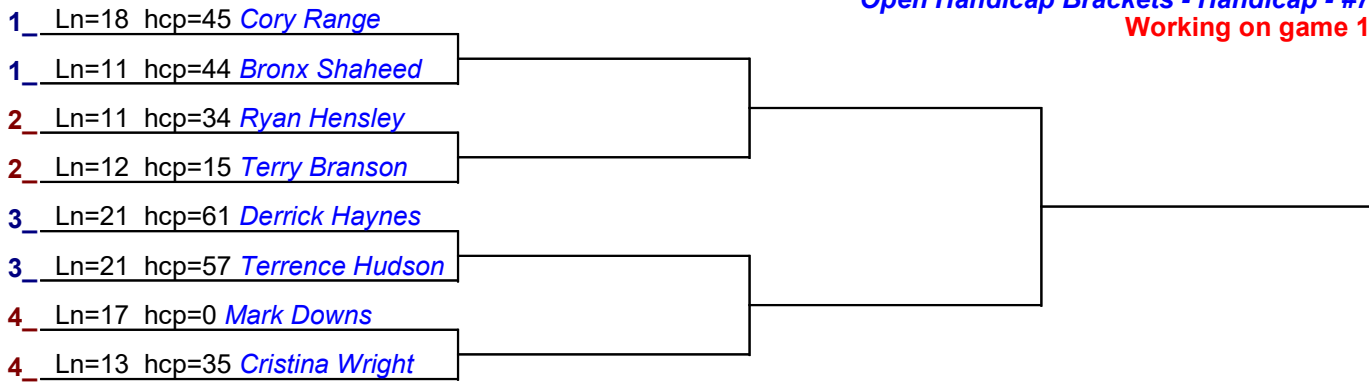 Open Handicap Brackets - Handicap - #7
Working on game 1
1_ Ln=18 hcp=45 Cory Range
1_ Ln=11 hcp=44 Bronx Shaheed
2_ Ln=11 hcp=34 Ryan Hensley
2_ Ln=12 hcp=15 Terry Branson
3_ Ln=21 hcp=61 Derrick Haynes
3_ Ln=21 hcp=57 Terrence Hudson
4_ Ln=17 hcp=0 Mark Downs
4_ Ln=13 hcp=35 Cristina Wright